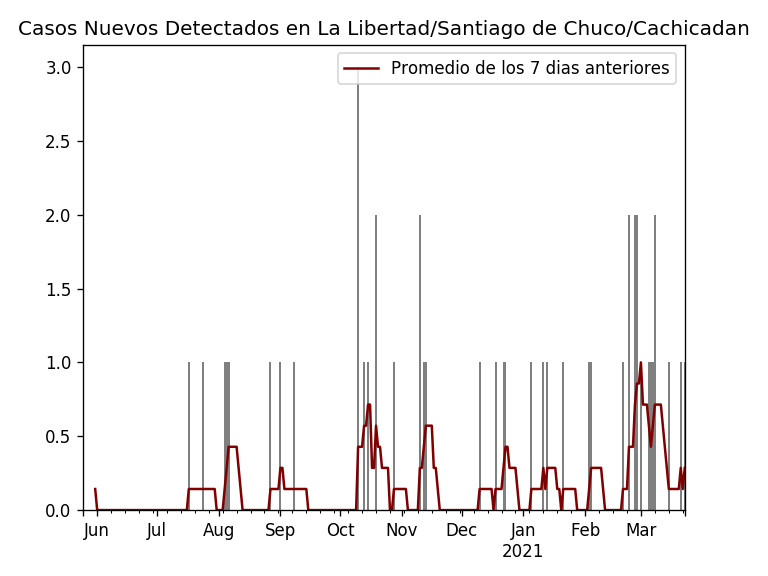 Casos Nuevos Detectados en La Libertad/Santiago de Chuco/Cachicadan
Promedio de los 7 dias anteriores
3.0
2.5
2.0
1.5
1.0
0.5
0.0
Jun Jul Aug Sep Oct Nov Dec Jan Feb Mar
2021